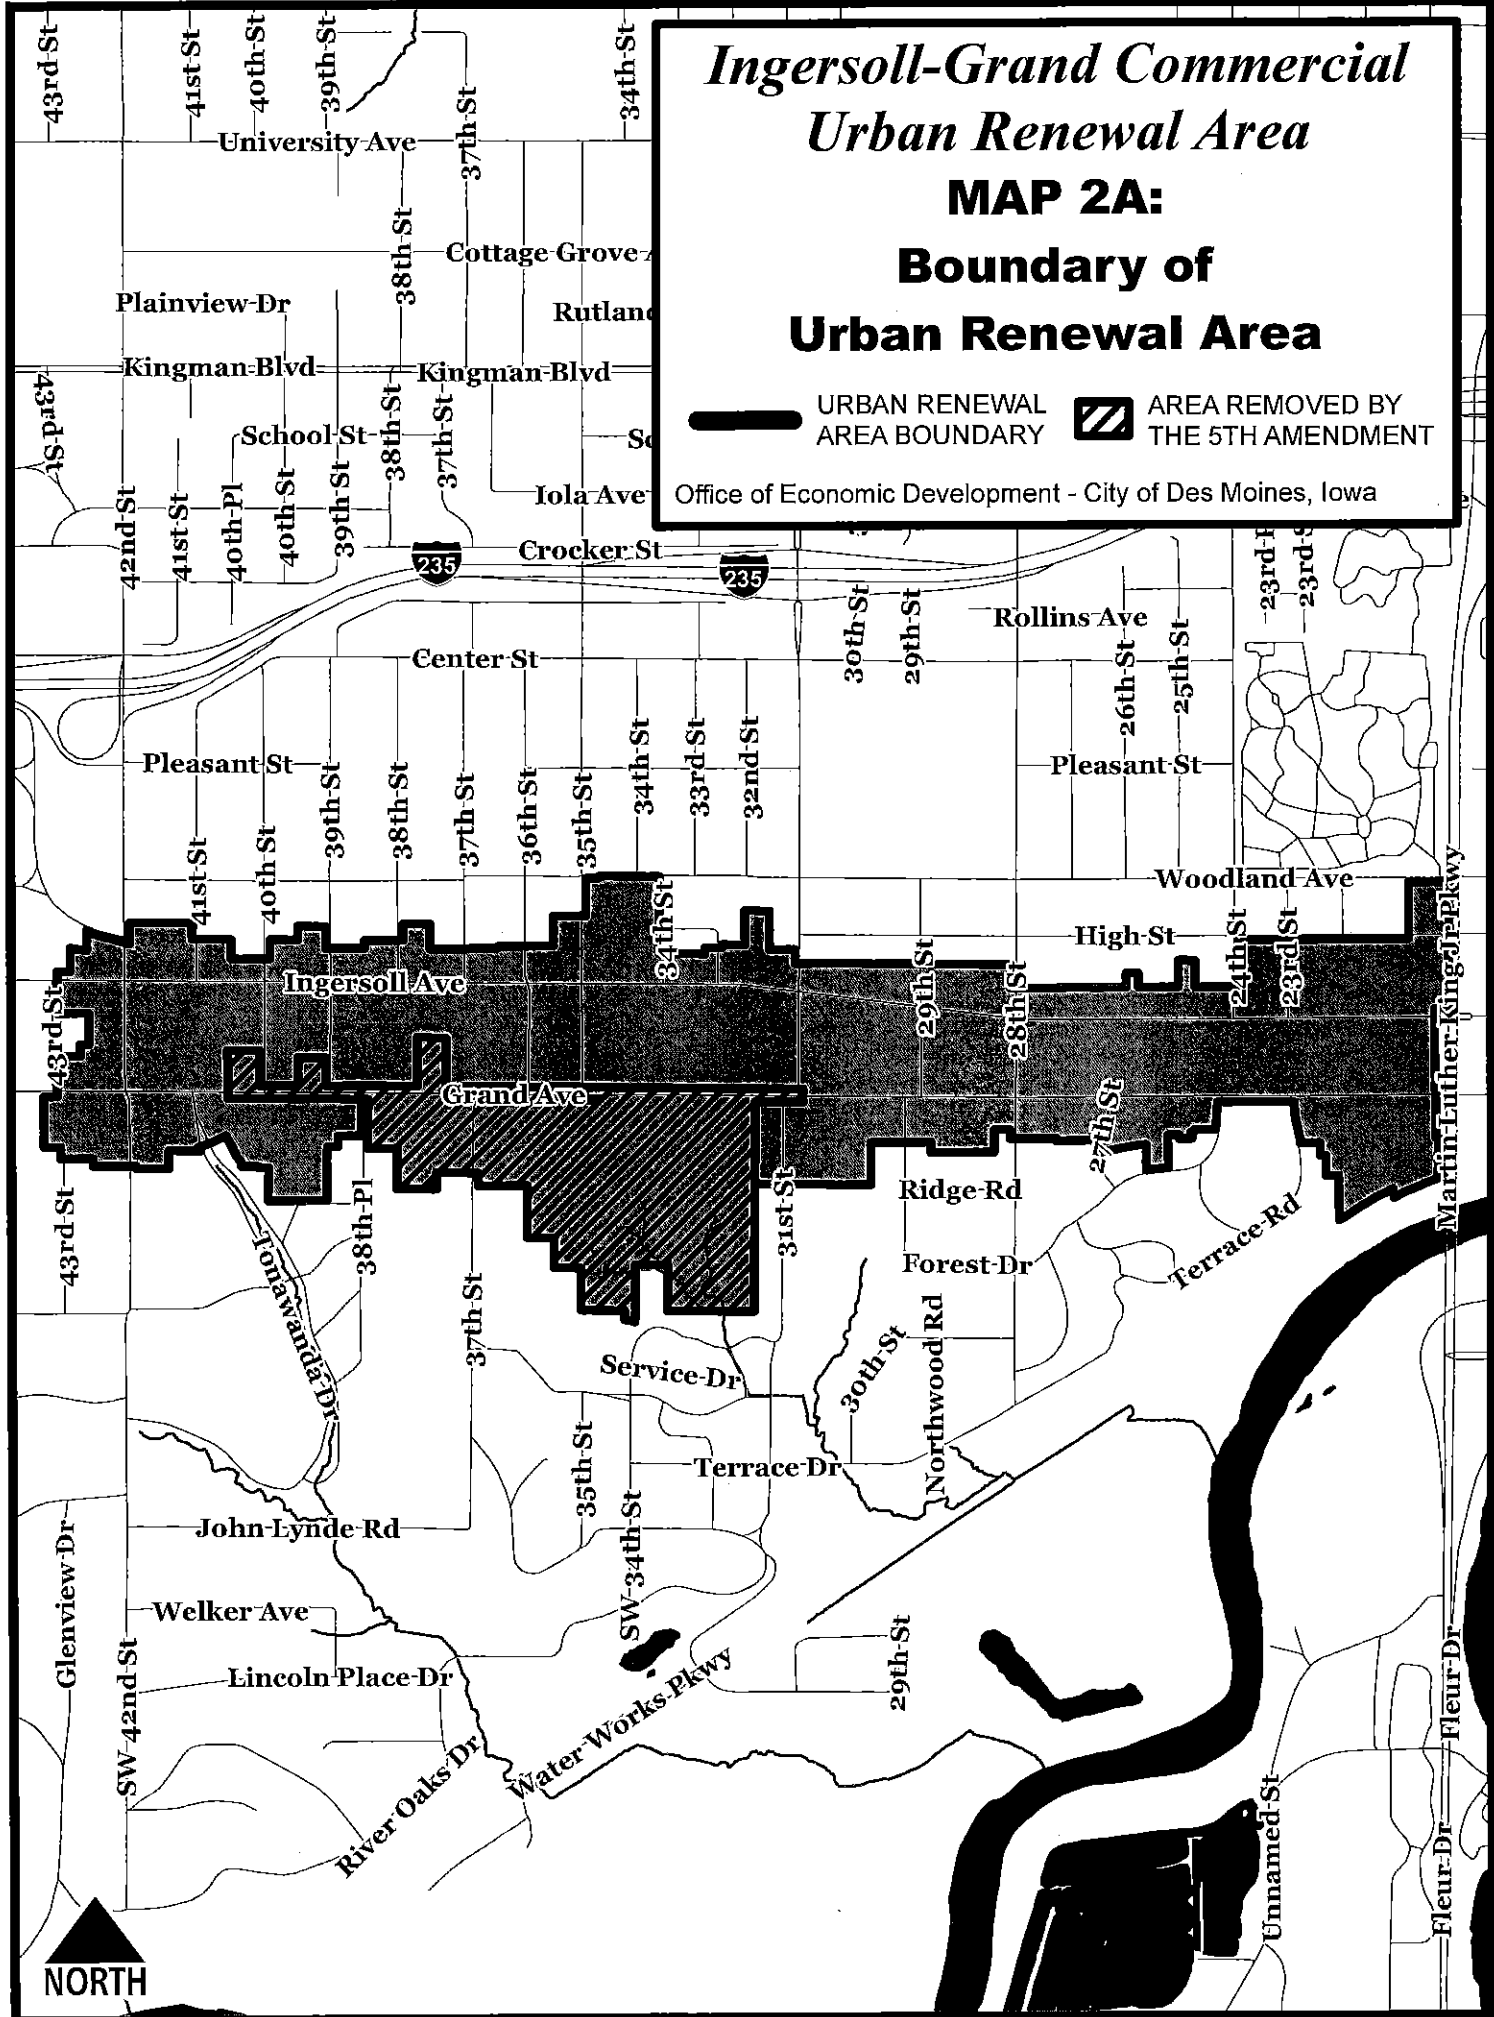 Ingersoll-Grand Commercial
Urban Renewal Area
MAP 2A:
Boundary of
Urban Renewal Area
URBAN RENEWAL
AREA BOUNDARY
AREA REMOVED BY
THE 5TH AMENDMENT
Office of Economic Development - City of Des Moines, Iowa
43rd St
41st St
40th St
39th St
37th St
34th St
University Ave
38th St
Cottage Grove
Plainview Dr
Kingman Blvd
Kingman Blvd
43rd St
School St
38th St
37th St
Iola Ave
42nd St
41st St
40th Pl
40th St
39th St
Crocker St
235
235
30th St
29th St
Rollins Ave
23rd
23rd
Center St
26th St
25th St
Pleasant St
Pleasant St
41st St
40th St
39th St
38th St
37th St
36th St
35th St
34th St
33rd St
32nd St
Woodland Ave
34th St
High St
24th St
23rd St
Martin Luther King Jr Pkwy
Ingersoll Ave
29th St
28th St
43rd St
Grand Ave
27th St
43rd St
38th Pl
31st St
Ridge Rd
Tonawanda Dr
Forest Dr
Terrace Rd
37th St
Service Dr
30th St
Northwood Rd
35th St
Terrace Dr
SW 34th St
John Lynde Rd
Glenview Dr
Welker Ave
SW 42nd St
Lincoln Place Dr
29th St
Water Works Pkwy
River Oaks Dr
Fleur Dr
Unnamed St
Fleur Dr
NORTH